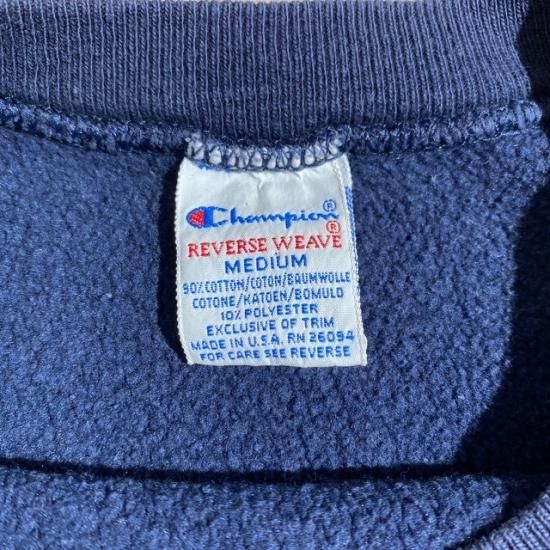 Champion®
REVERSE WEAVE®
MEDIUM
90% COTTON/COTON/BAUMWOLLE
COTONE/KATOEN/BOMULD
10% POLYESTER
EXCLUSIVE OF TRIM
MADE IN U.S.A. RN 26094
FOR CARE SEE REVERSE